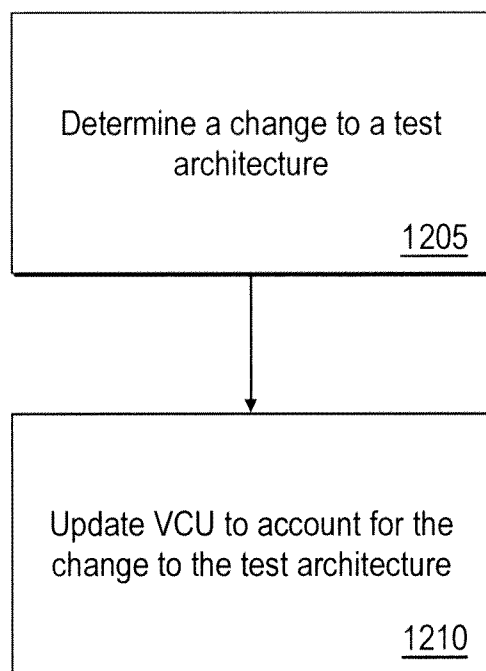 Determine a change to a test
architecture
1205
Update VCU to account for the
change to the test architecture
1210